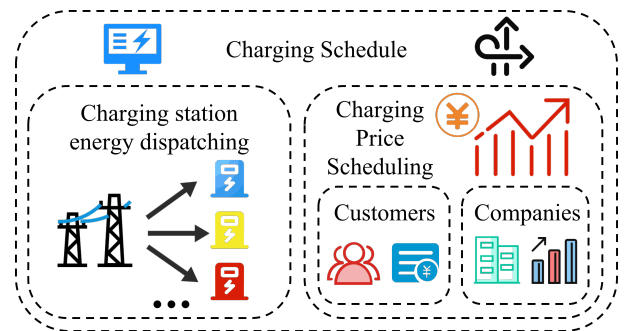 Charging Schedule
Charging station
energy dispatching
Charging
Price
Scheduling
¥
Customers
¥
Companies